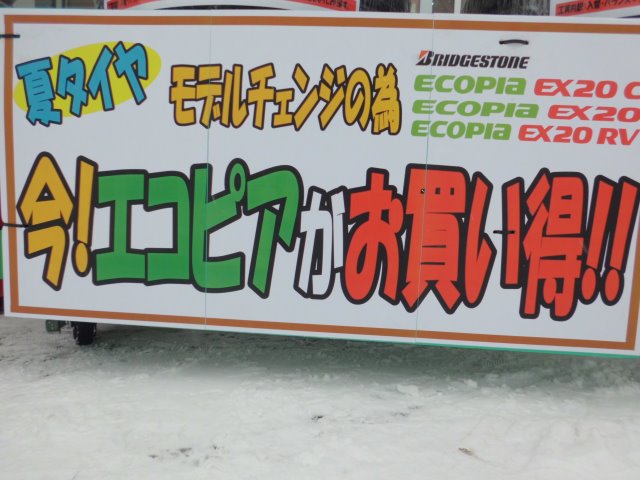 夏タイヤ
モデルチェンジの為
BRIDGESTONE
ECOPIA EX20 C
ECOPIA EX20
ECOPIA EX20 RV
今!エコピアがお買い得!!